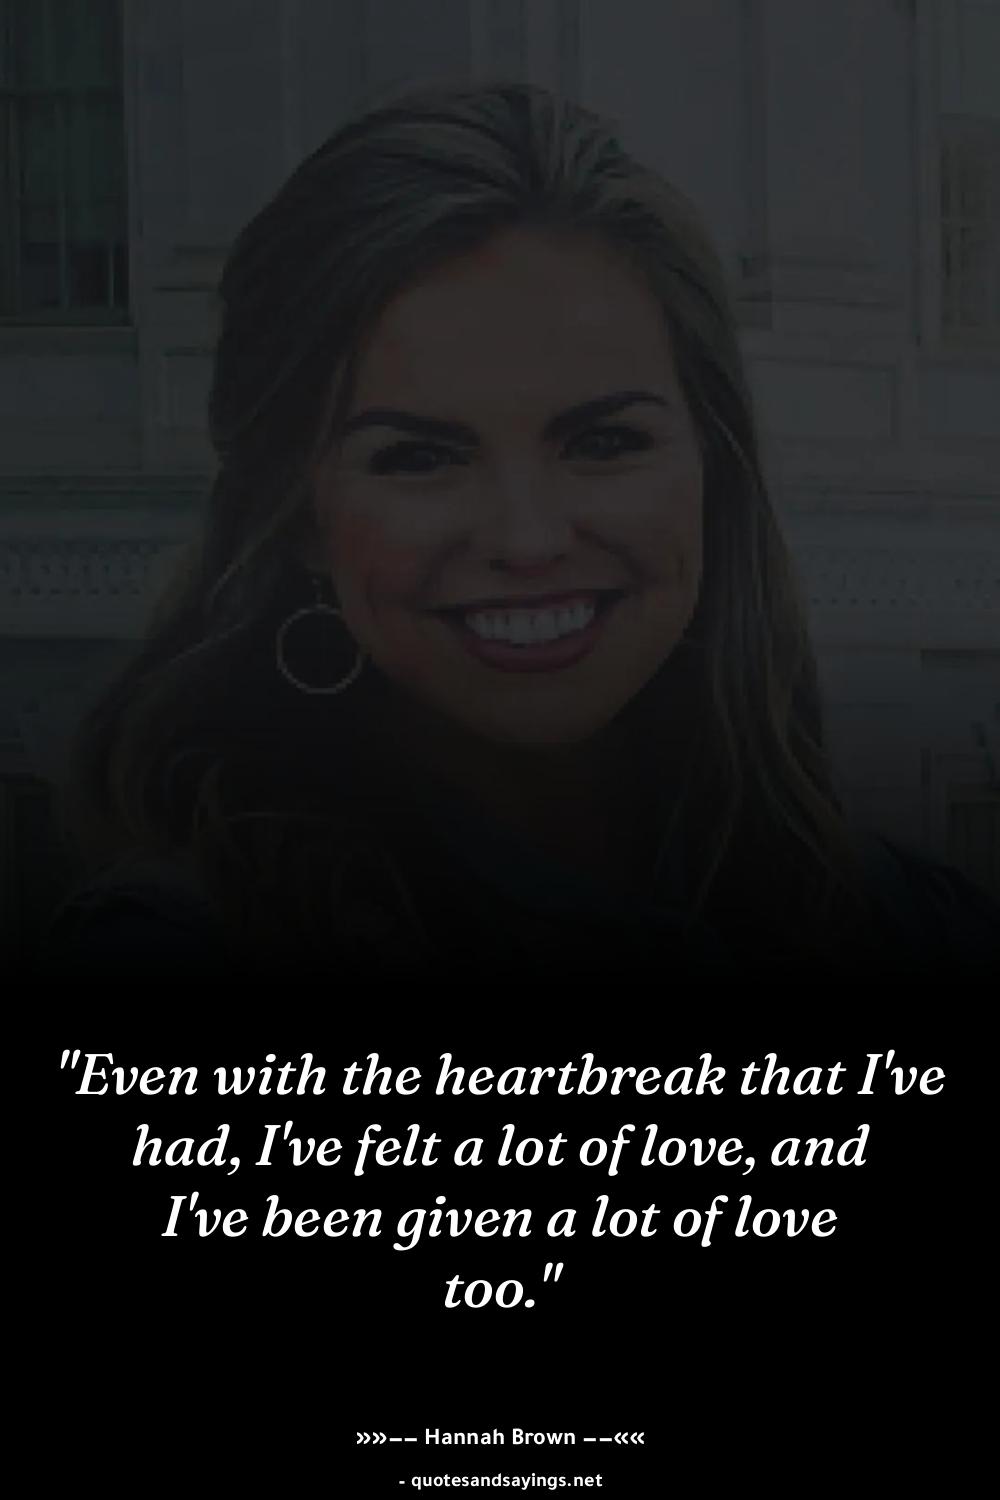 "Even with the heartbreak that I've
had, I've felt a lot of love, and
I've been given a lot of love
too."
»»–– Hannah Brown ––««
- quotesandsayings.net